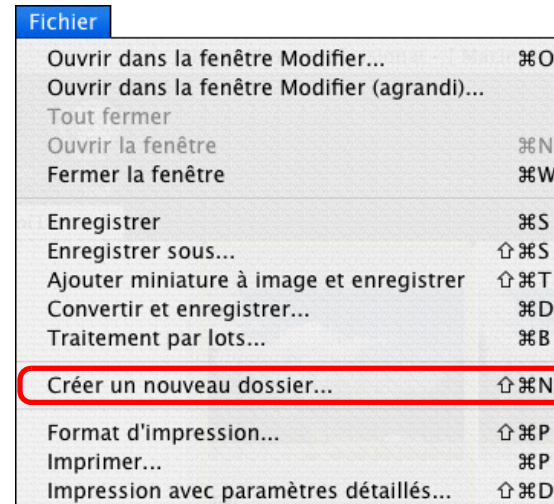 Fichier
Ouvrir dans la fenêtre Modifier... ⌘O
Ouvrir dans la fenêtre Modifier (agrandi)...
Tout fermer
Ouvrir la fenêtre ⌘N
Fermer la fenêtre ⌘W
Enregistrer ⌘S
Enregistrer sous... ⇧⌘S
Ajouter miniature à image et enregistrer ⇧⌘T
Convertir et enregistrer... ⌘D
Traitement par lots... ⌘B
Créer un nouveau dossier... ⇧⌘N
Format d'impression... ⇧⌘P
Imprimer... ⌘P
Impression avec paramètres détaillés... ⇧⌘D